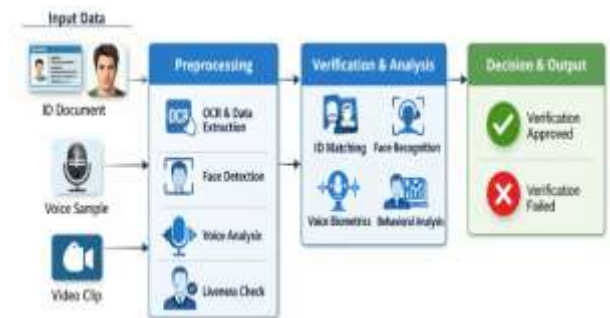 Input Data
ID Document
Voice Sample
Video Clip
Preprocessing
OCR
OCR & Data
Extraction
Face Detection
Voice Analysis
Liveness Check
Verification & Analysis
ID Matching
Face Recognition
Voice Biometrics
Behavioral Analysis
Decision & Output
Verification
Approved
Verification
Failed